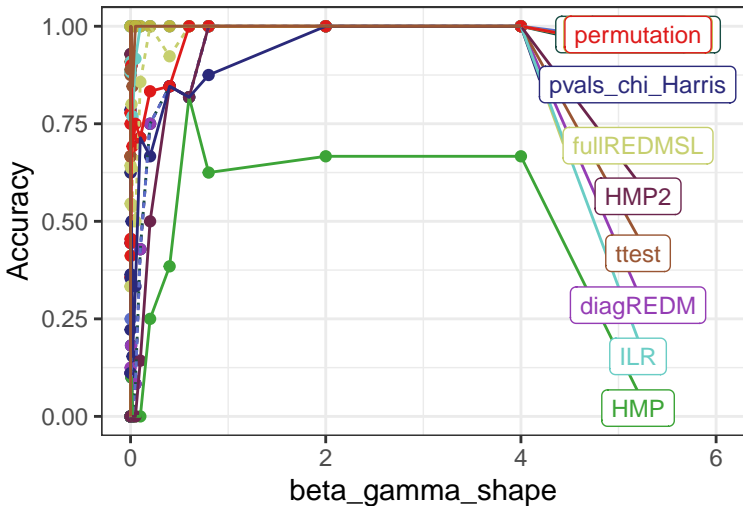 1.00
0.75
0.50
0.25
0.00
Accuracy
permutation
pvals_chi_Harris
fullREDMSL
HMP2
ttest
diagREDM
ILR
HMP
0
2
4
6
beta_gamma_shape